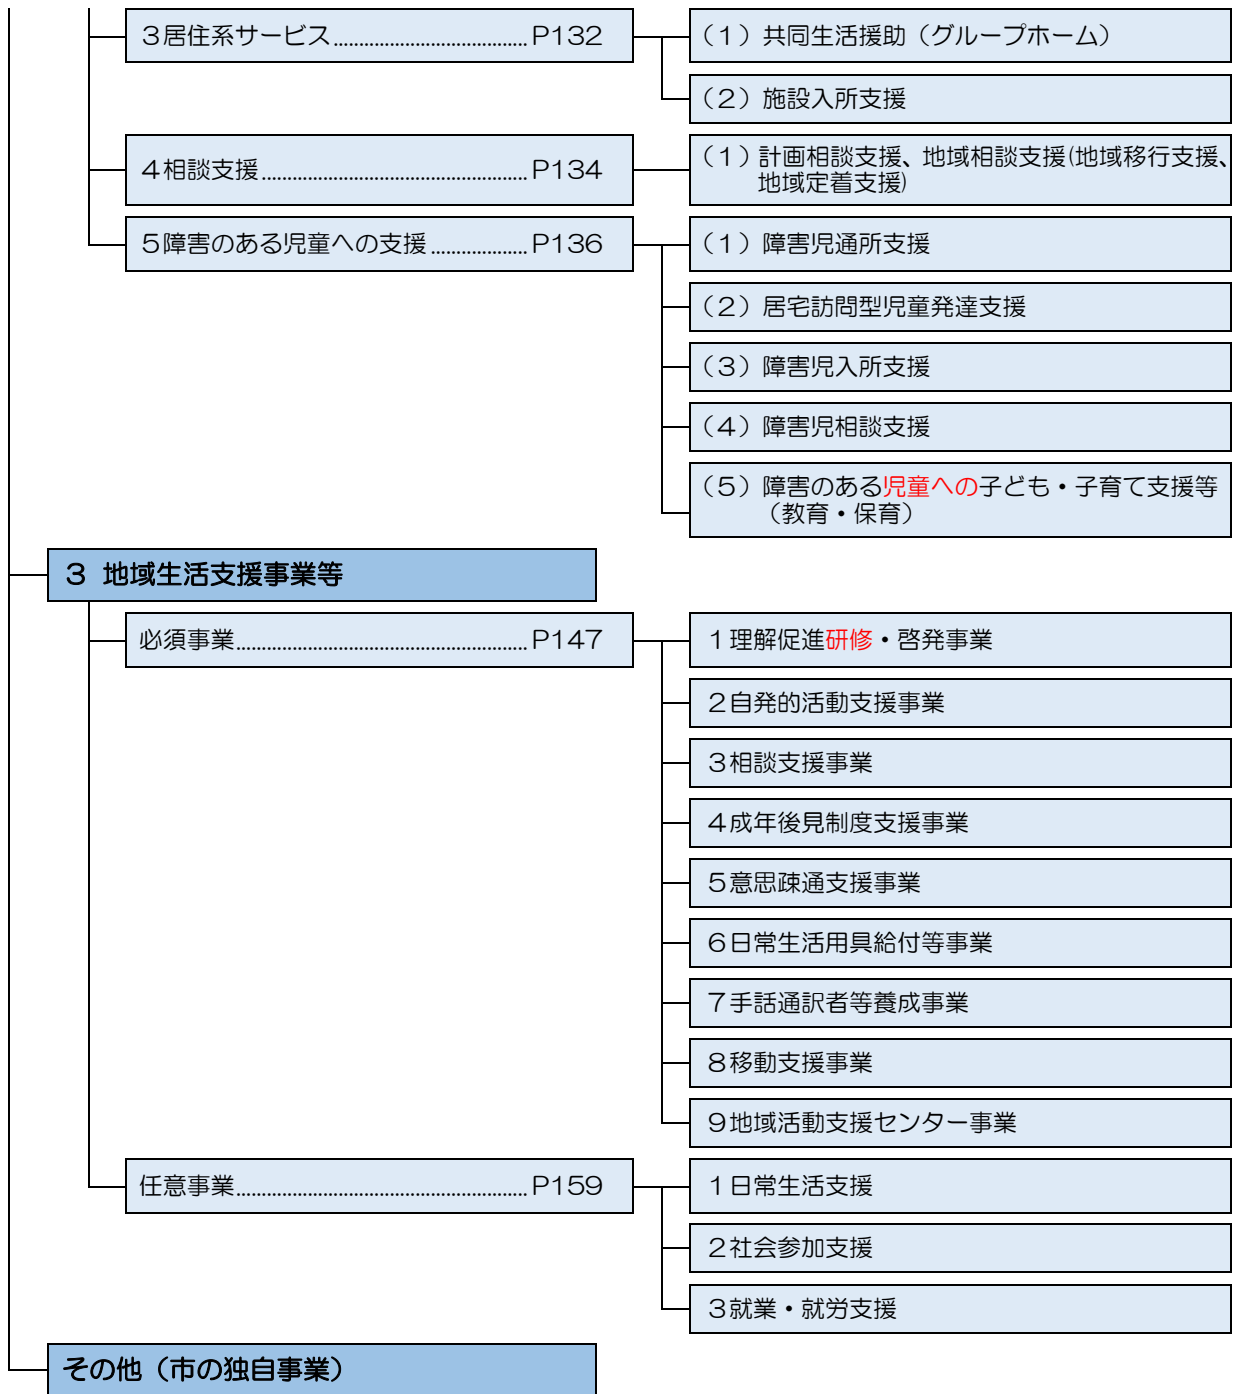 ３居住系サービス................................................ P132
（１）共同生活援助（グループホーム）
（２）施設入所支援
４相談支援................................................ P134
（１）計画相談支援、地域相談支援(地域移行支援、
地域定着支援)
５障害のある児童への支援................... P136
（１）障害児通所支援
（２）居宅訪問型児童発達支援
（３）障害児入所支援
（４）障害児相談支援
（５）障害のある児童への子ども・子育て支援等
（教育・保育）
３ 地域生活支援事業等
必須事業................................................ P147
１理解促進研修・啓発事業
２自発的活動支援事業
３相談支援事業
４成年後見制度支援事業
５意思疎通支援事業
６日常生活用具給付等事業
７手話通訳者等養成事業
８移動支援事業
９地域活動支援センター事業
任意事業................................................ P159
１日常生活支援
２社会参加支援
３就業・就労支援
その他（市の独自事業）